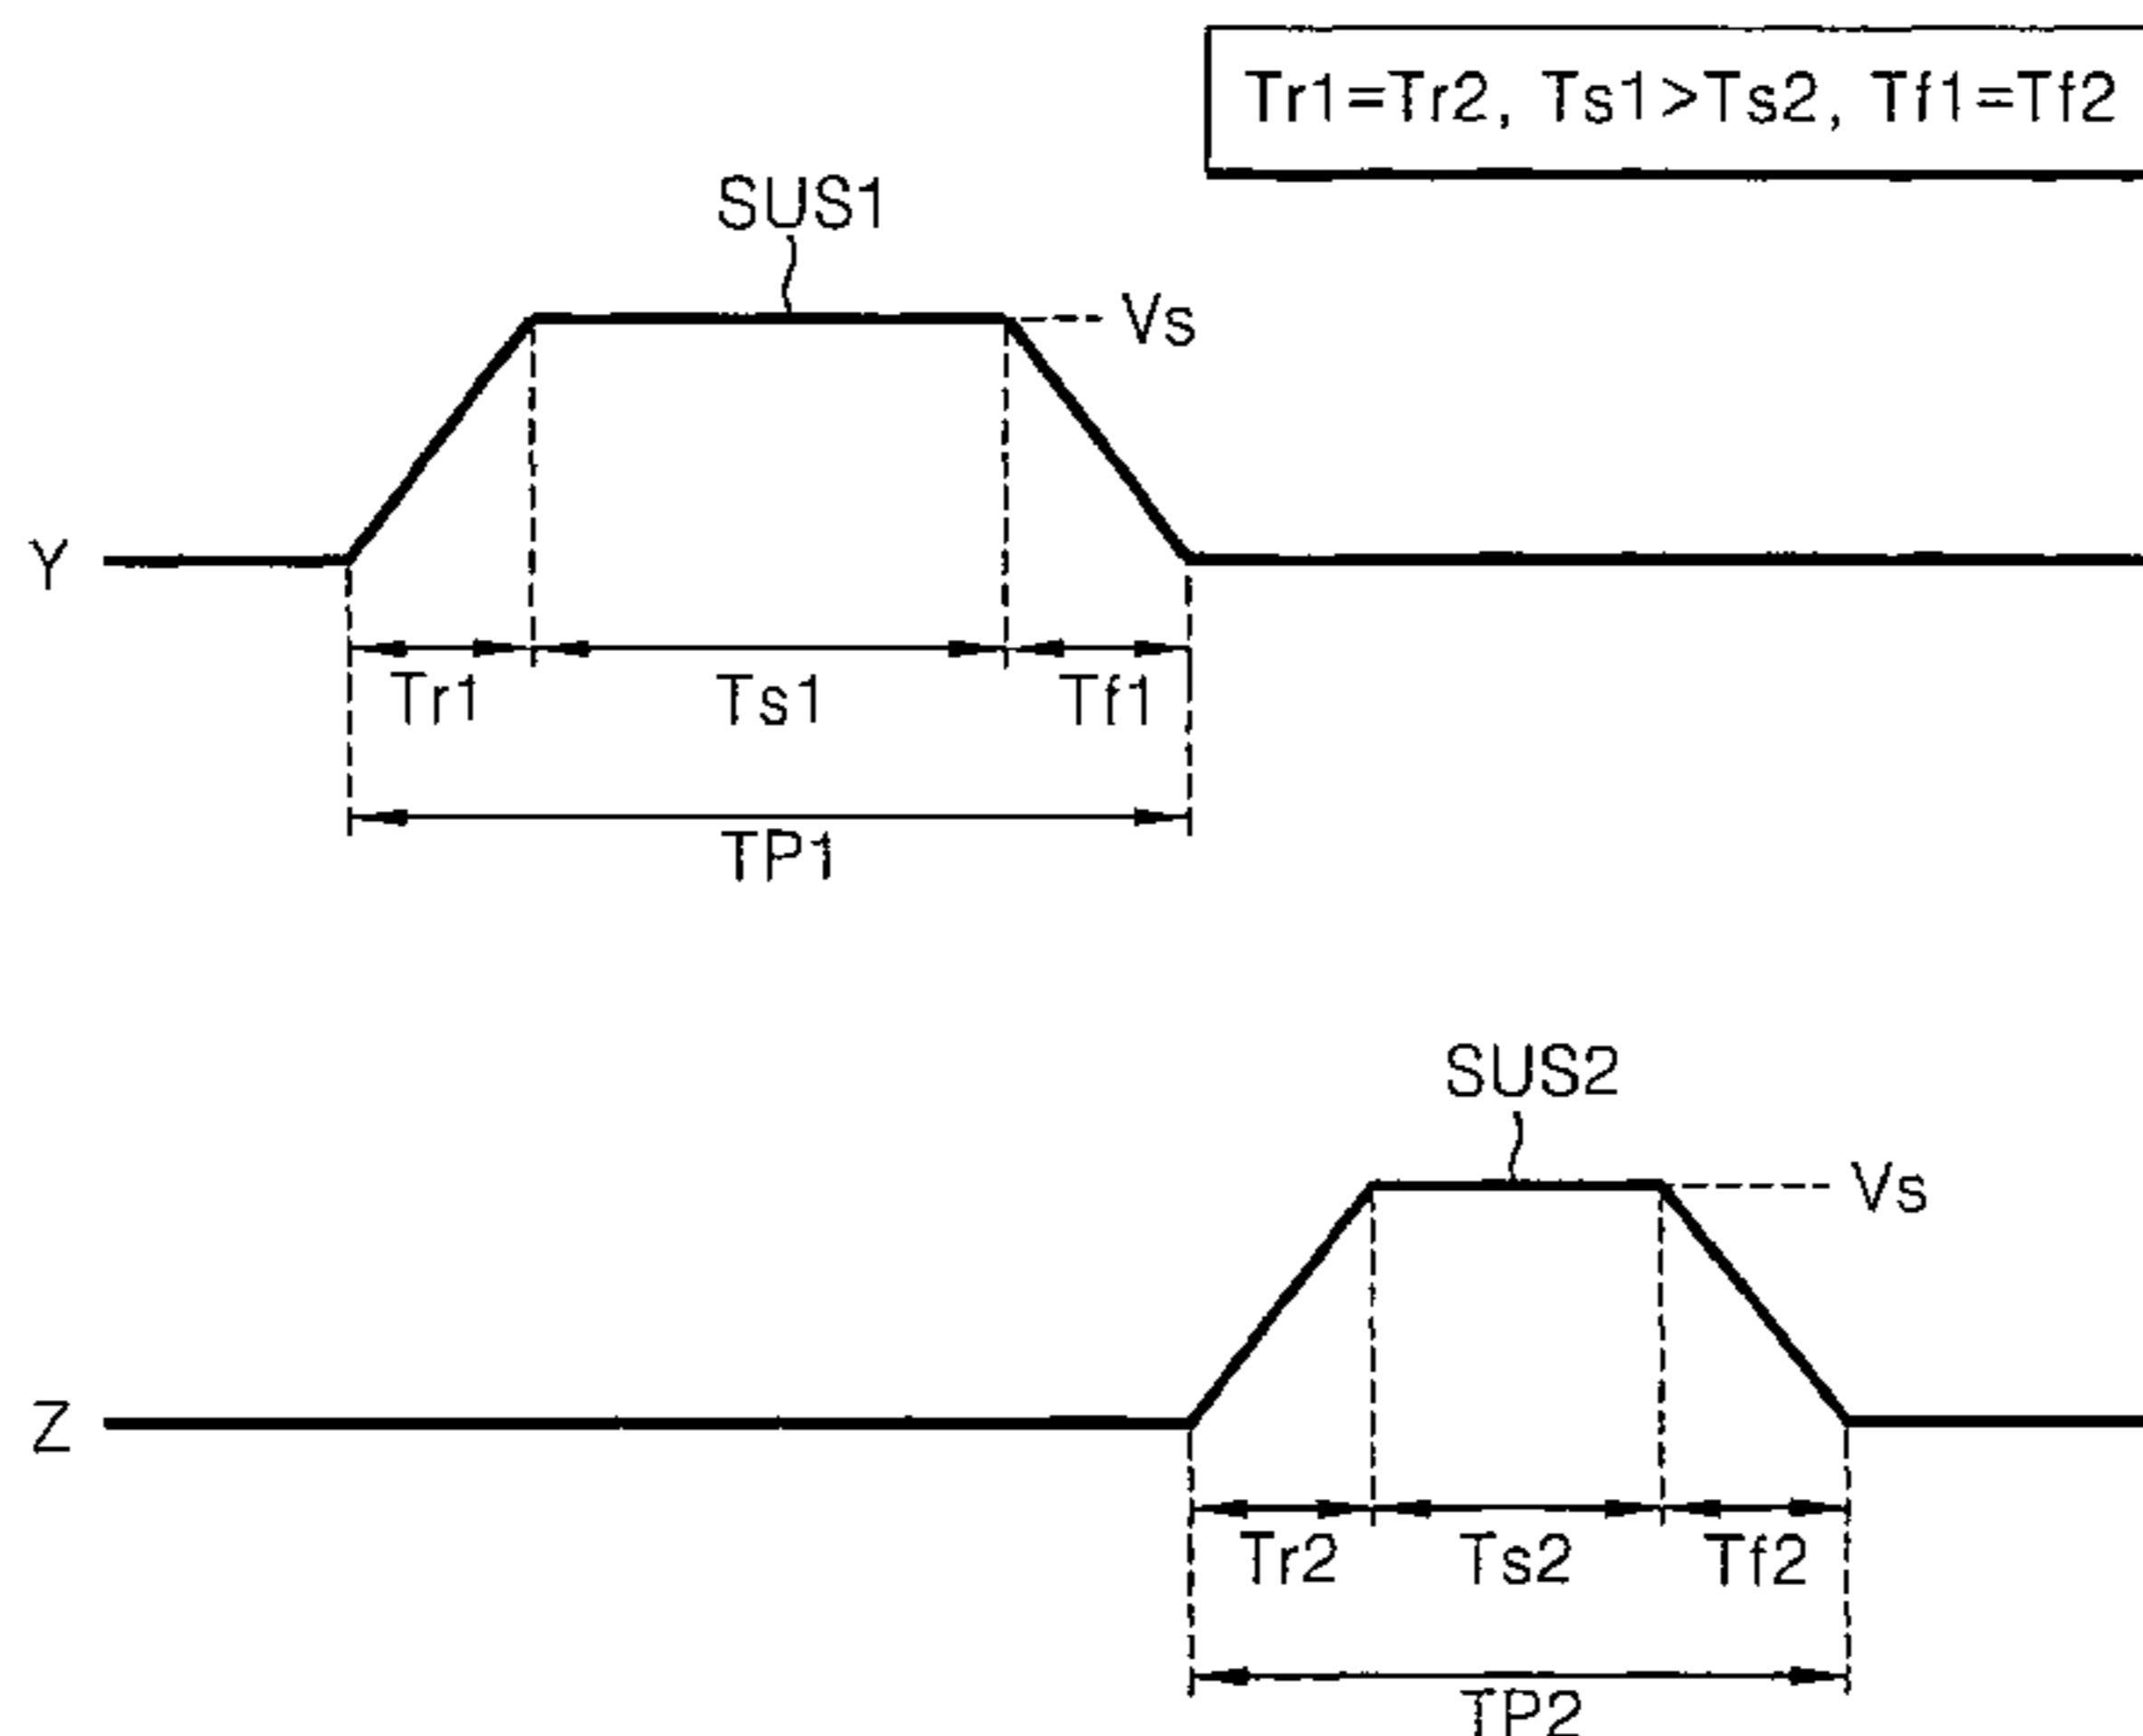 Tr1=Tr2, Ts1>Ts2, Tf1=Tf2
SUS1
Vs
Y
Tr1 Ts1 Tf1
TP1
SUS2
Vs
Z
Tr2 Ts2 Tf2
TP2